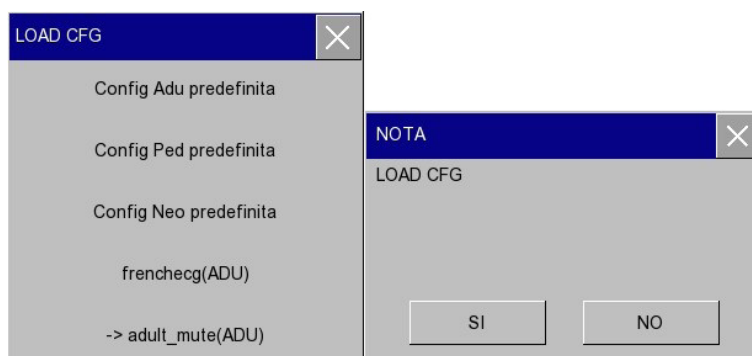 LOAD CFG
Config Adu predefinita
Config Ped predefinita
Config Neo predefinita
frenchecg(ADU)
-> adult_mute(ADU)
NOTA
LOAD CFG
SI
NO